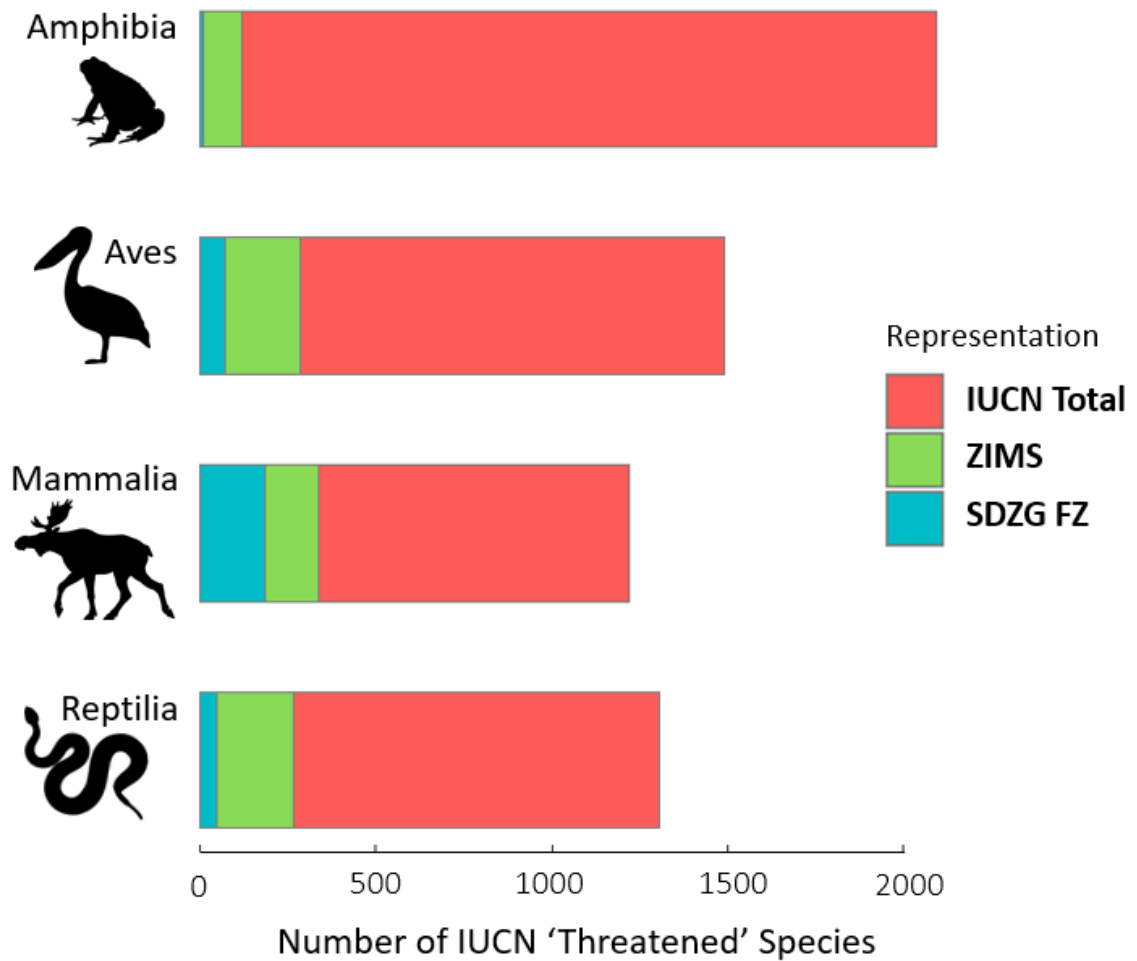 Amphibia
Aves
Mammalia
Reptilia
Representation
IUCN Total
ZIMS
SDZG FZ
0 500 1000 1500 2000
Number of IUCN ‘Threatened’ Species